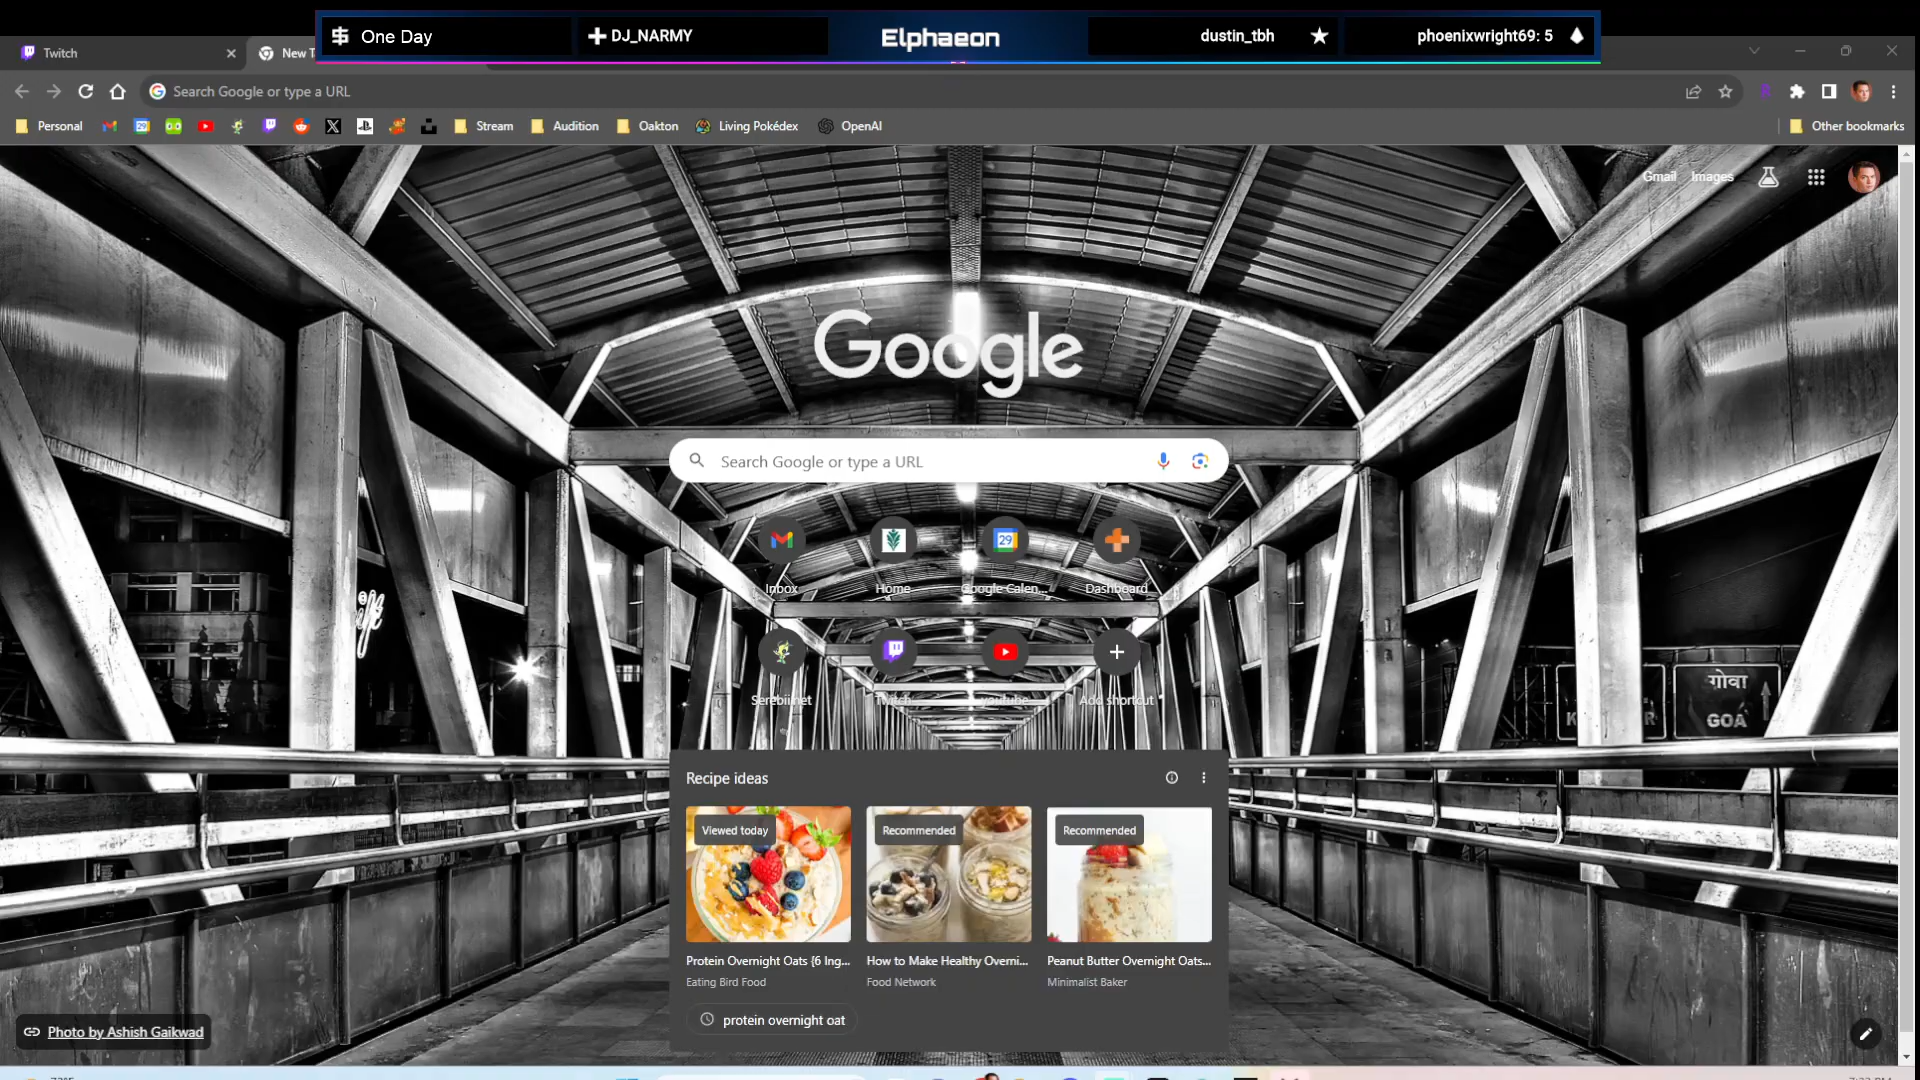 One Day
DJ_NARMY
Elphaeon
dustin_tbh
phoenixwright69: 5
Twitch
New T
Search Google or type a URL
Personal
Stream
Audition
Oakton
Living Pokédex
OpenAI
Other bookmarks
Gmail
Images
Google
Search Google or type a URL
Inbox
Home
Google Calen...
Dashboard
Serebii.net
Twitch
youtube
Add shortcut
गोवा
GOA
Recipe ideas
Viewed today
Recommended
Recommended
Protein Overnight Oats {6 Ing...
How to Make Healthy Overni...
Peanut Butter Overnight Oats...
Eating Bird Food
Food Network
Minimalist Baker
protein overnight oat
Photo by Ashish Gaikwad